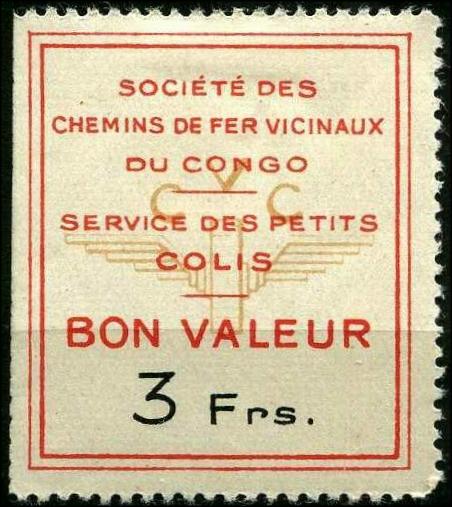 SOCIÉTÉ DES
CHEMINS DE FER VICINAUX
DU CONGO
C V C
SERVICE DES PETITS
COLIS
BON VALEUR
3 Frs.